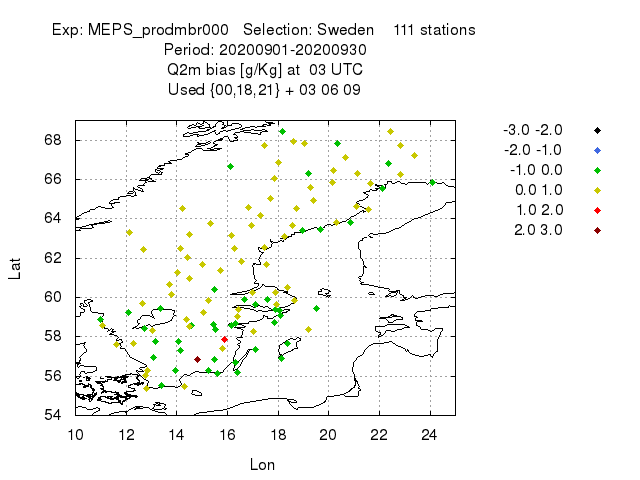 Exp: MEPS_prodmbr000   Selection: Sweden    111 stations
Period: 20200901-20200930
Q2m bias [g/Kg] at  03 UTC
Used {00,18,21} + 03 06 09
-3.0 -2.0
-2.0 -1.0
-1.0 0.0
0.0 1.0
1.0 2.0
2.0 3.0
Lat
68
66
64
62
60
58
56
54
10 12 14 16 18 20 22 24
Lon